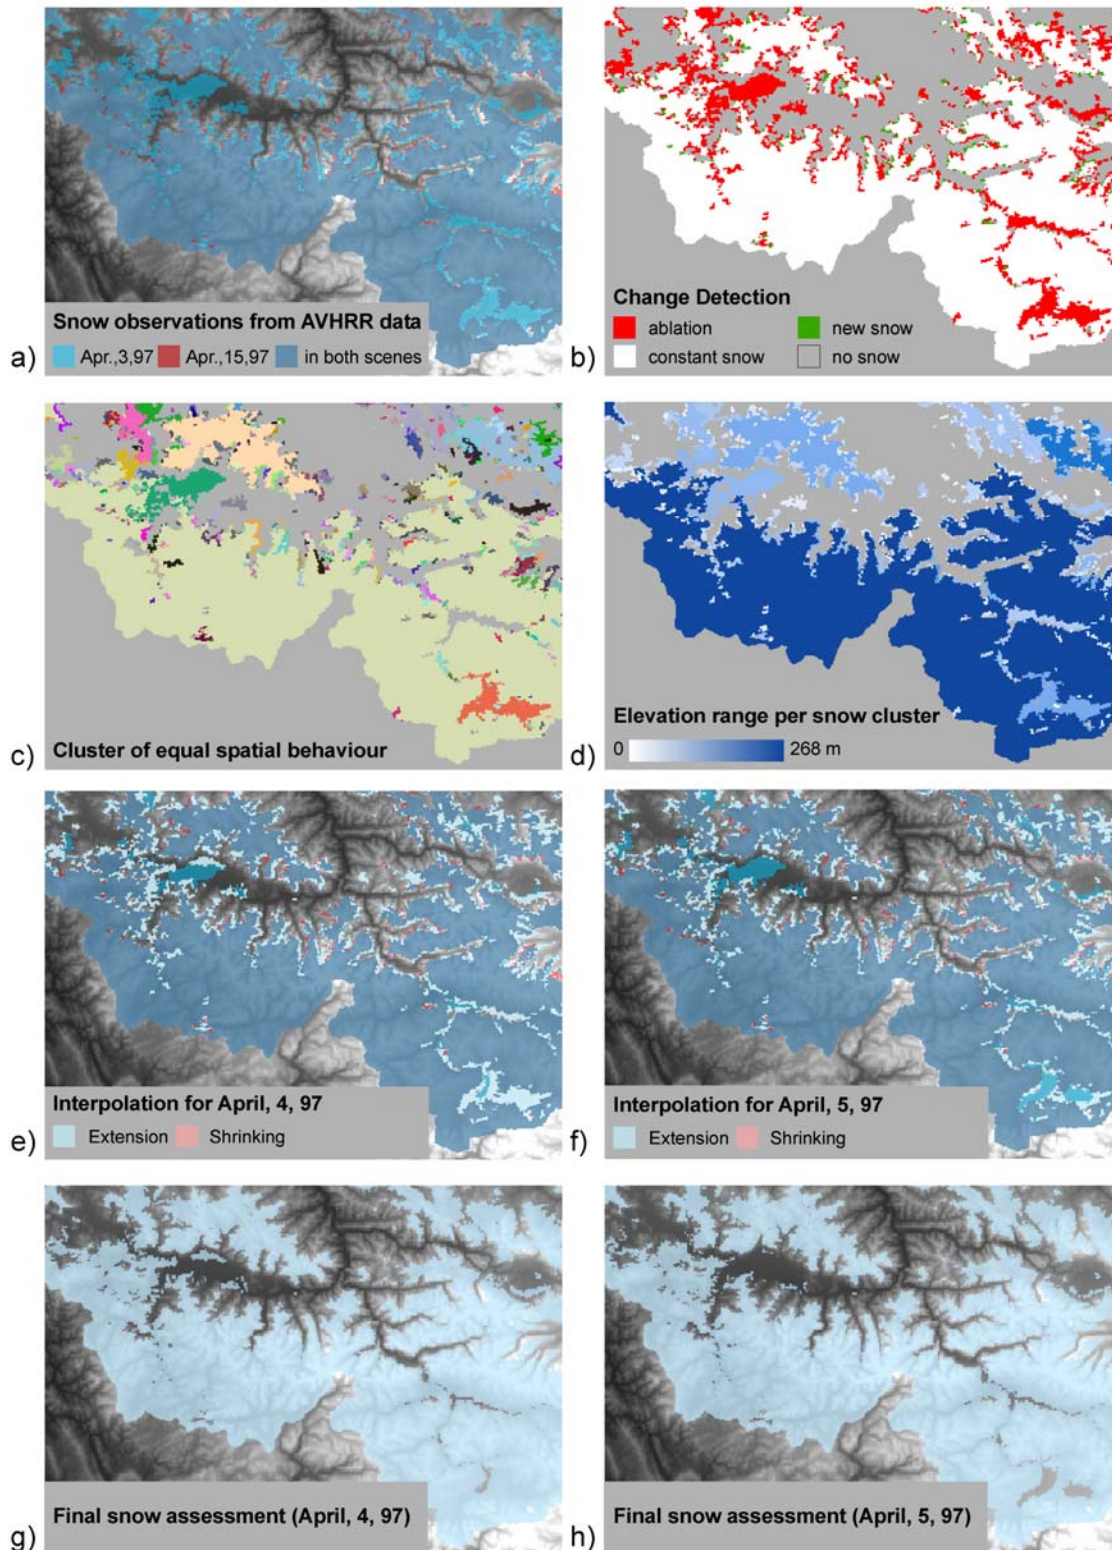 Snow observations from AVHRR data
Apr.,3,97 Apr.,15,97 in both scenes
a)
Change Detection
ablation new snow
constant snow no snow
b)
Cluster of equal spatial behaviour
c)
Elevation range per snow cluster
0 268 m
d)
Interpolation for April, 4, 97
Extension Shrinking
e)
Interpolation for April, 5, 97
Extension Shrinking
f)
Final snow assessment (April, 4, 97)
g)
Final snow assessment (April, 5, 97)
h)